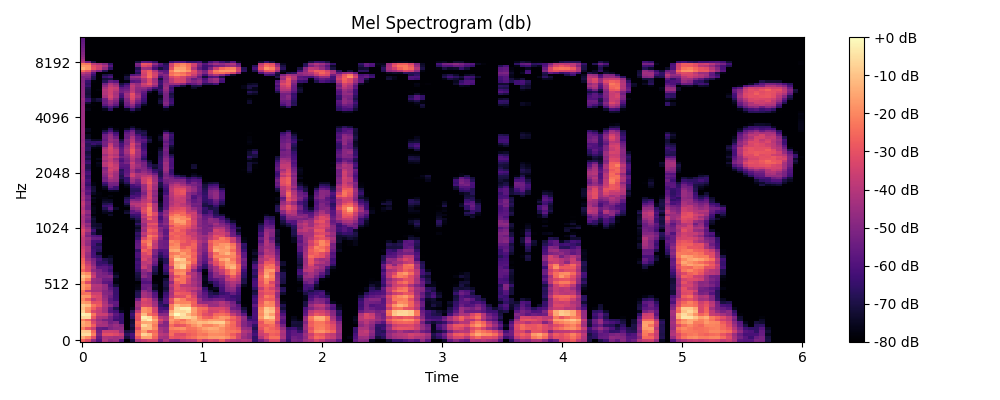 Mel Spectrogram (db)
+0 dB
8192
-10 dB
4096
-20 dB
-30 dB
2048
-40 dB
Hz
1024
-50 dB
-60 dB
512
-70 dB
0
-80 dB
0 1 2 3 4 5 6
Time